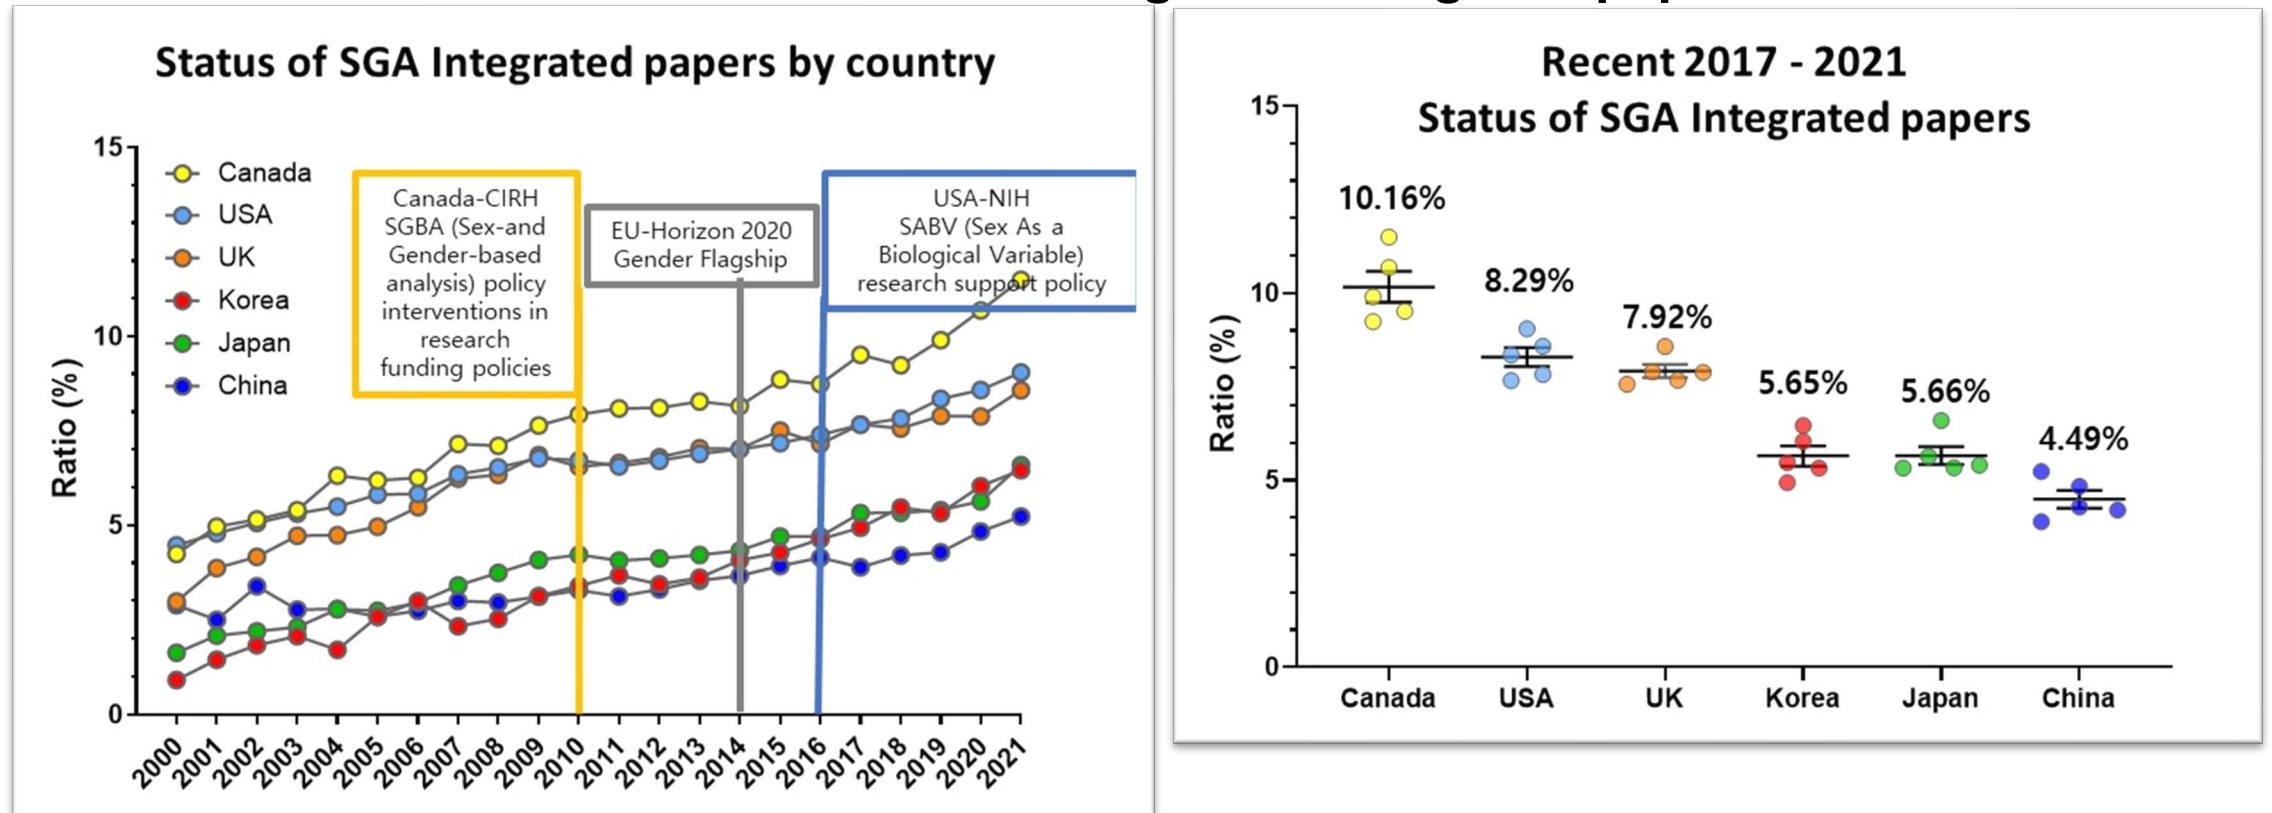 Status of SGA Integrated papers by country
15
10
5
0
Ratio (%)
Canada
USA
UK
Korea
Japan
China
Canada-CIRH
SGBA (Sex-and
Gender-based
analysis) policy
interventions in
research
funding policies
EU-Horizon 2020
Gender Flagship
USA-NIH
SABV (Sex As a
Biological Variable)
research support policy
2000
2001
2002
2003
2004
2005
2006
2007
2008
2009
2010
2011
2012
2013
2014
2015
2016
2017
2018
2019
2020
2021
Recent 2017 - 2021
Status of SGA Integrated papers
15
10
5
0
Ratio (%)
10.16%
8.29%
7.92%
5.65%
5.66%
4.49%
Canada
USA
UK
Korea
Japan
China